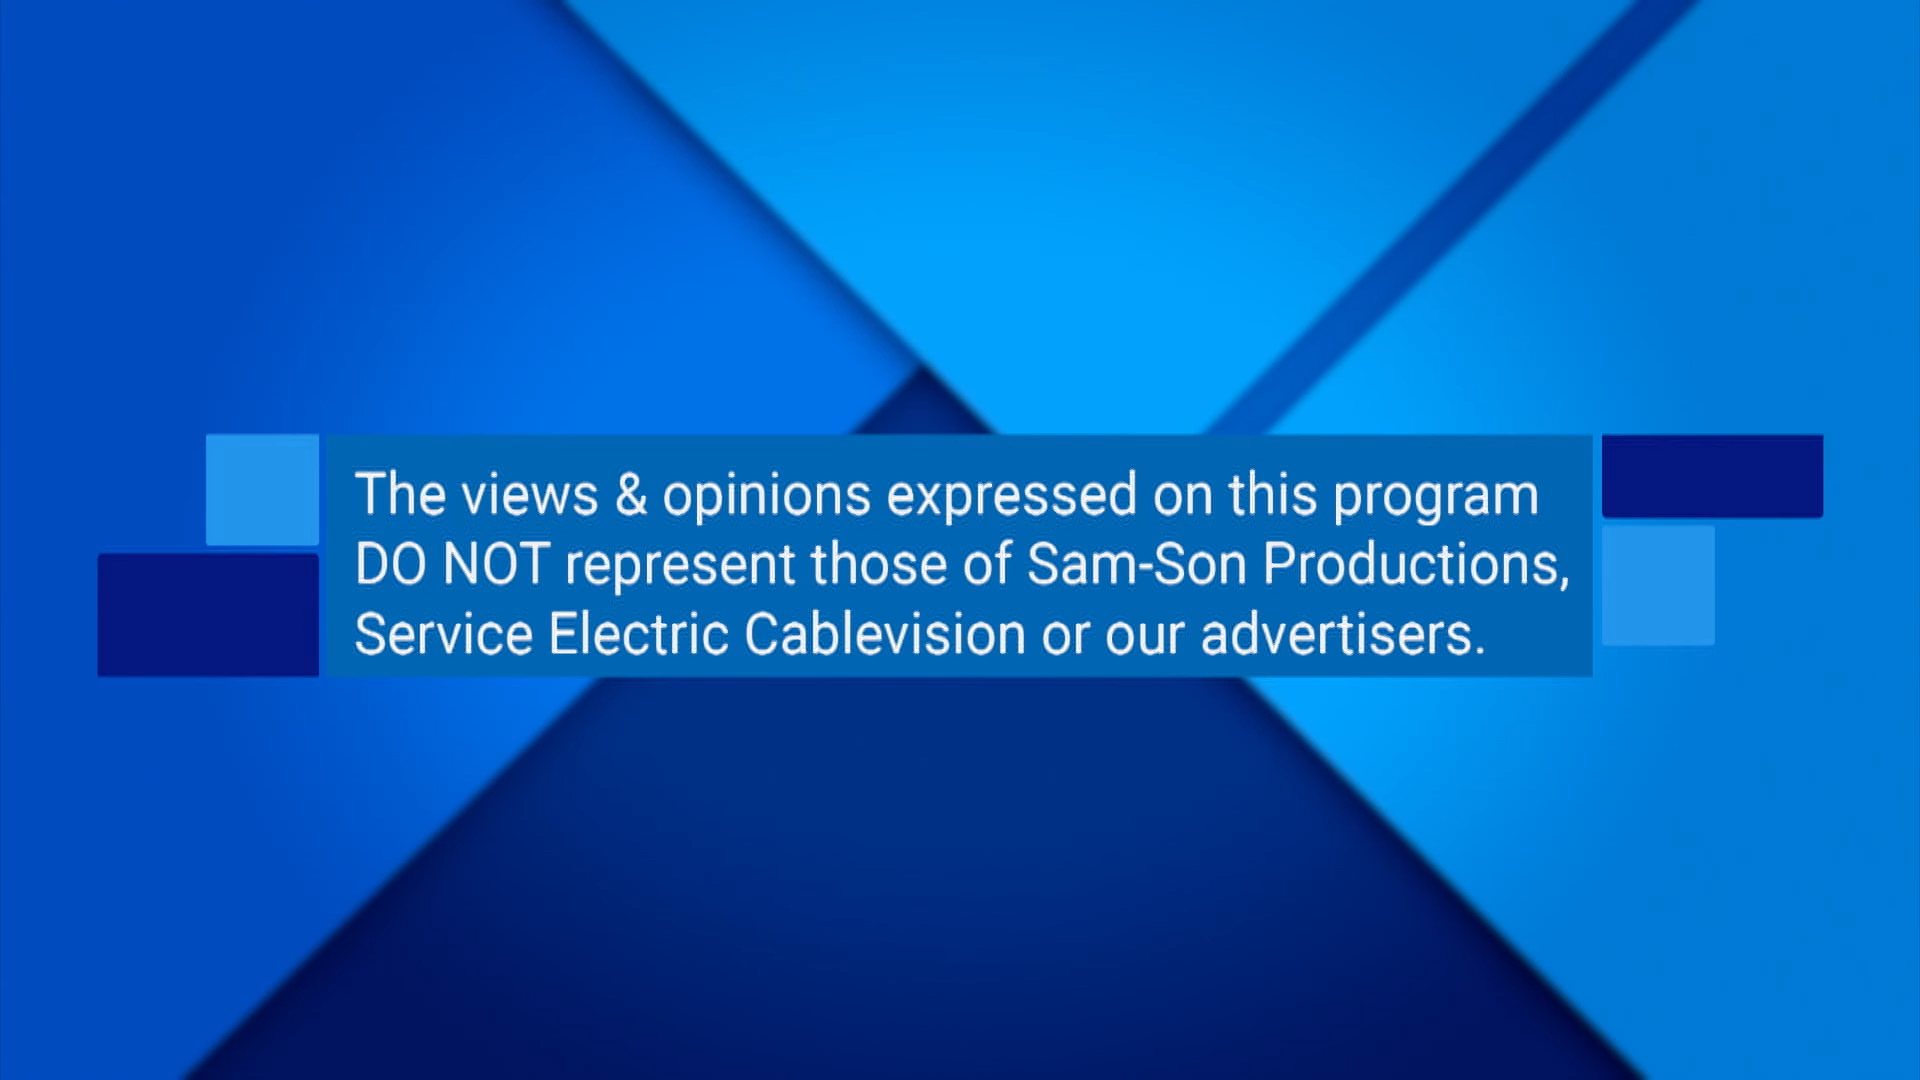 The views & opinions expressed on this program
DO NOT represent those of Sam-Son Productions,
Service Electric Cablevision or our advertisers.